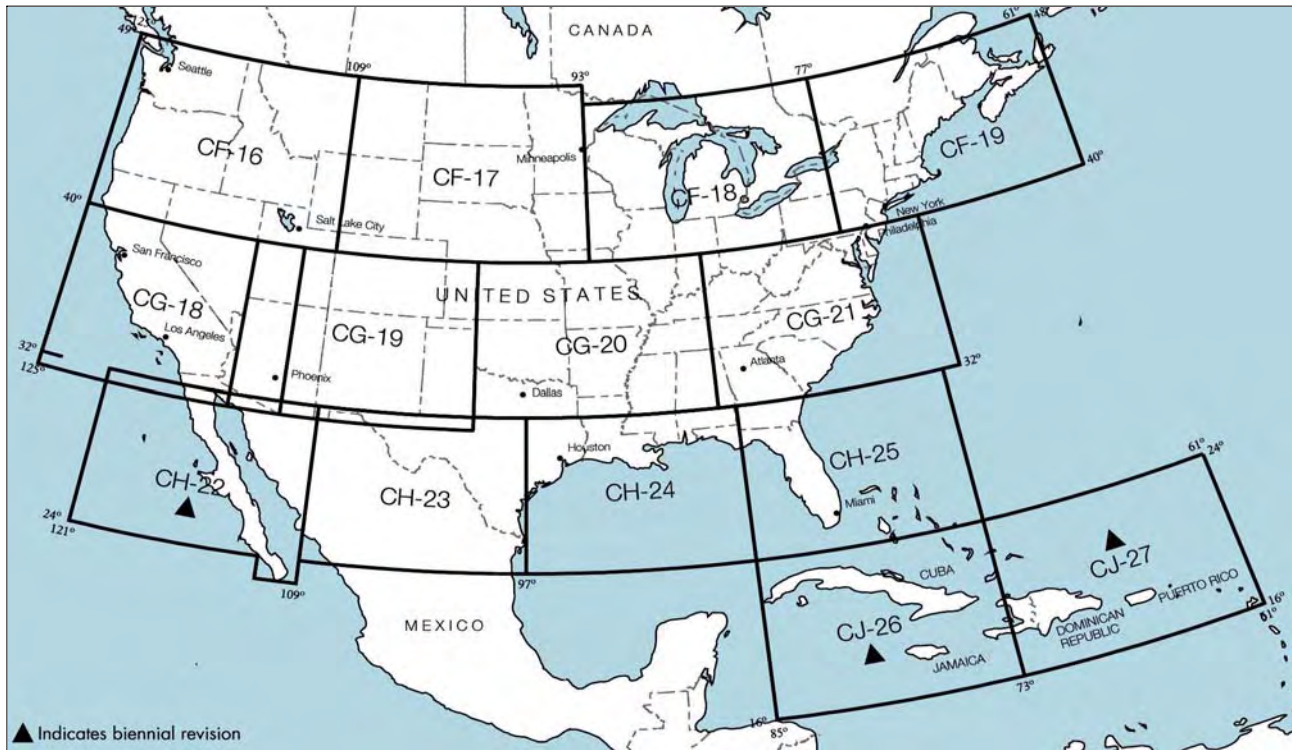 CANADA
61°
48°
49°
125°
Seattle
109°
93°
77°
CF-16
CF-17
Minneapolis
CF-18
CF-19
40°
40°
Salt Lake City
New York
Philadelphia
San Francisco
UNITED STATES
CG-18
CG-19
CG-20
CG-21
Los Angeles
32°
125°
Phoenix
Dallas
Atlanta
32°
Houston
CH-22
CH-23
CH-24
CH-25
Miami
61°
24°
24°
121°
109°
97°
CUBA
CJ-27
PUERTO RICO
MEXICO
CJ-26
DOMINICAN
REPUBLIC
16°
61°
JAMAICA
73°
16°
85°
▲ Indicates biennial revision